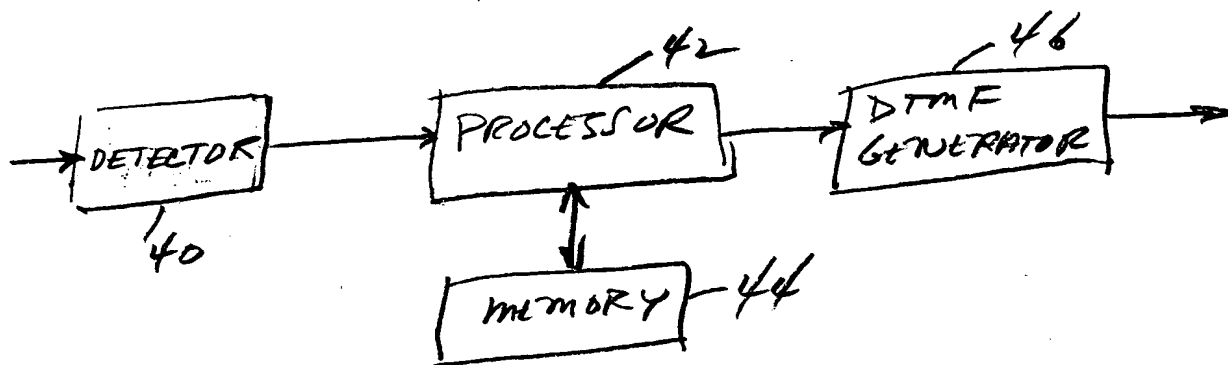 42
46
DETECTOR
PROCESSOR
DTMF
GENERATOR
40
MEMORY
44